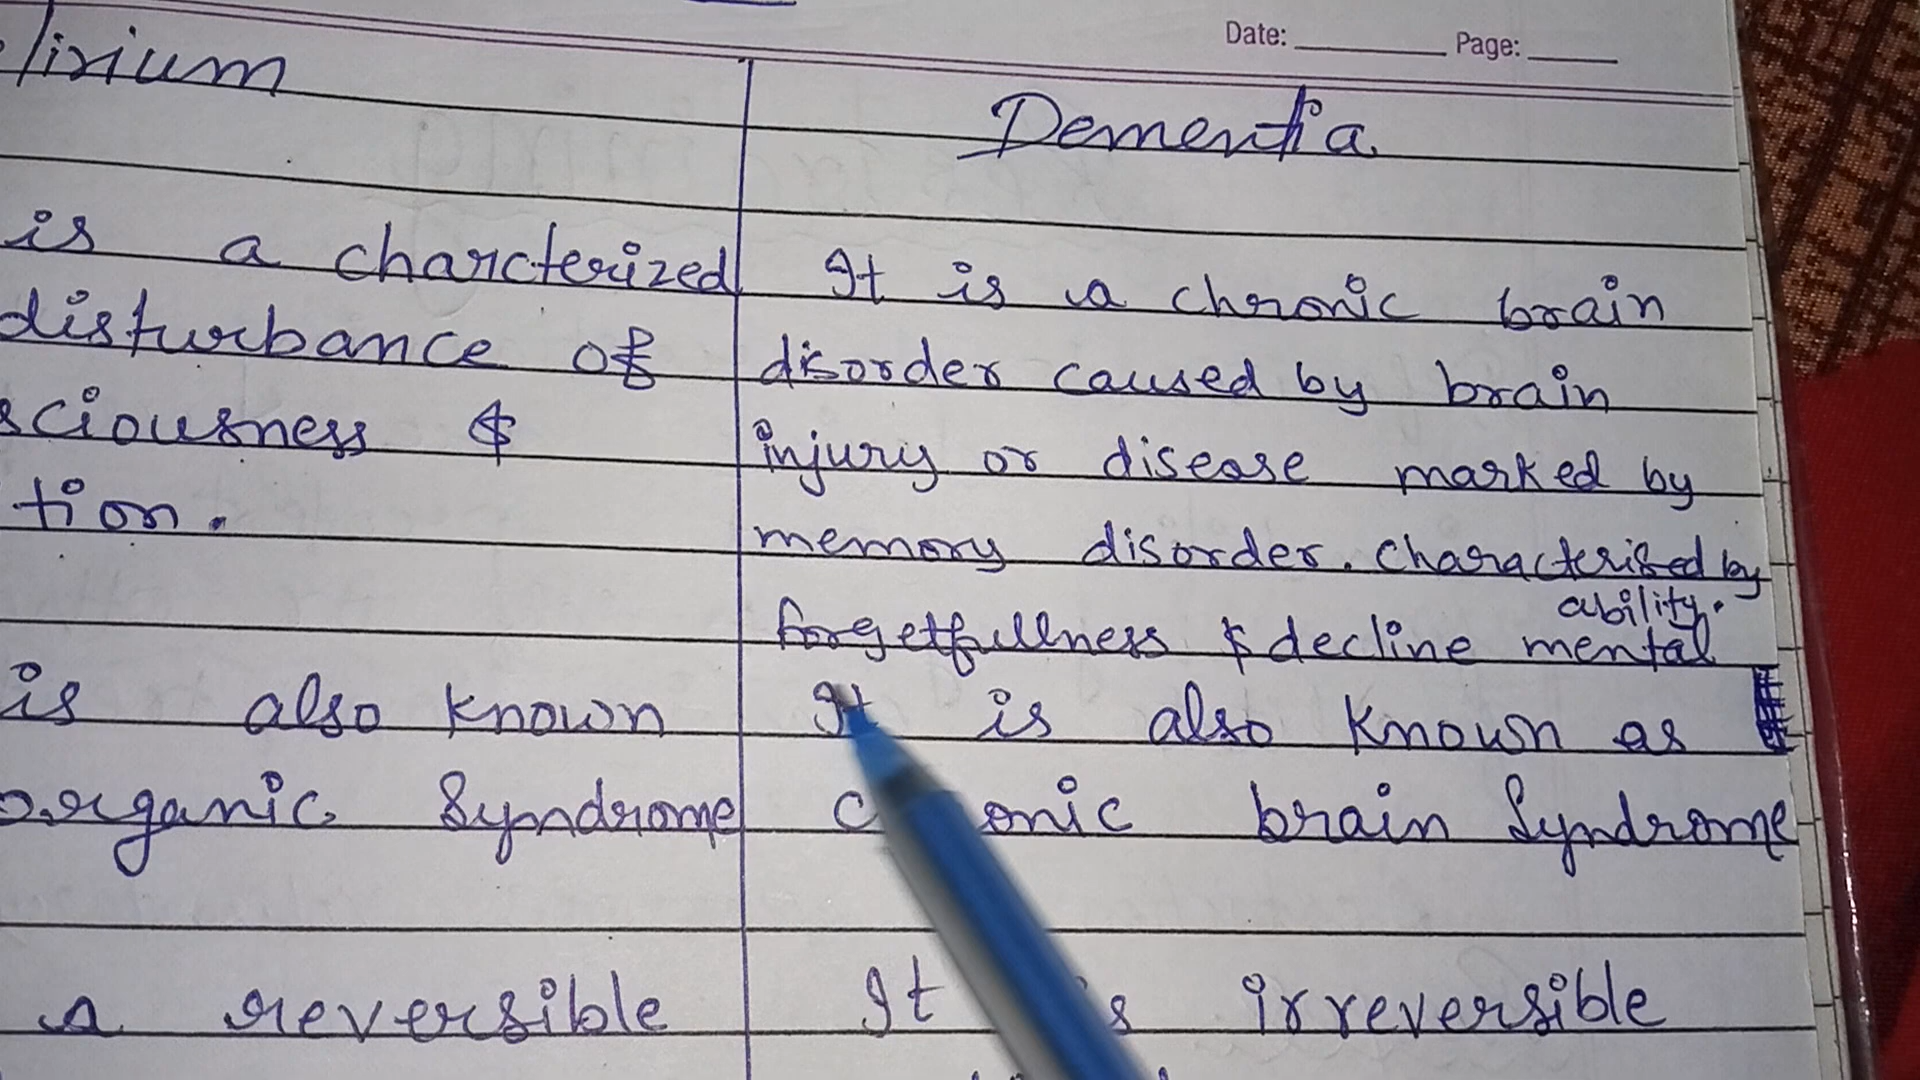 Date: Page:
lirium
Dementia
is a charcterized
disturbance of
sciousness &
tion.
is also known
organic Syndrome
a reversible
It is a chronic brain
disorder caused by brain
injury or disease marked by
memory disorder. Characterised by
forgetfullness & decline mental
ability.
It is also known as
onic brain Syndrome
It is irreversible